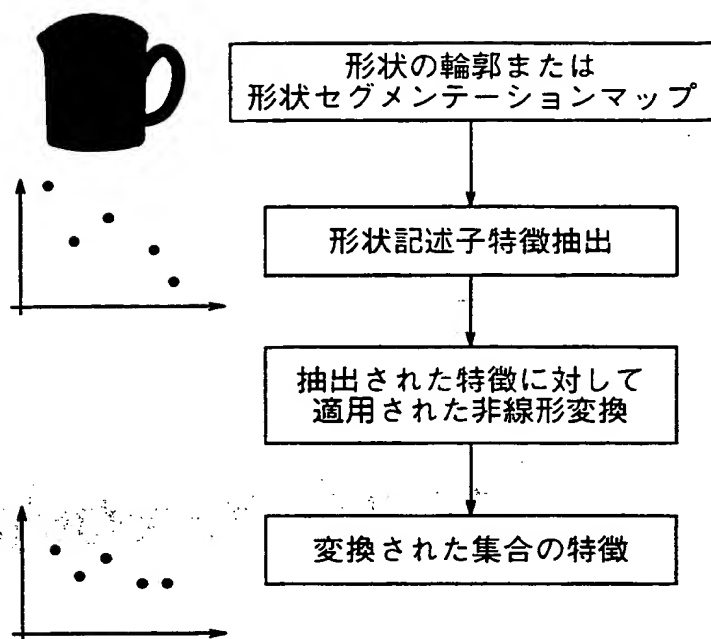 形状の輪郭または
形状セグメンテーションマップ
形状記述子特徴抽出
抽出された特徴に対して
適用された非線形変換
変換された集合の特徴